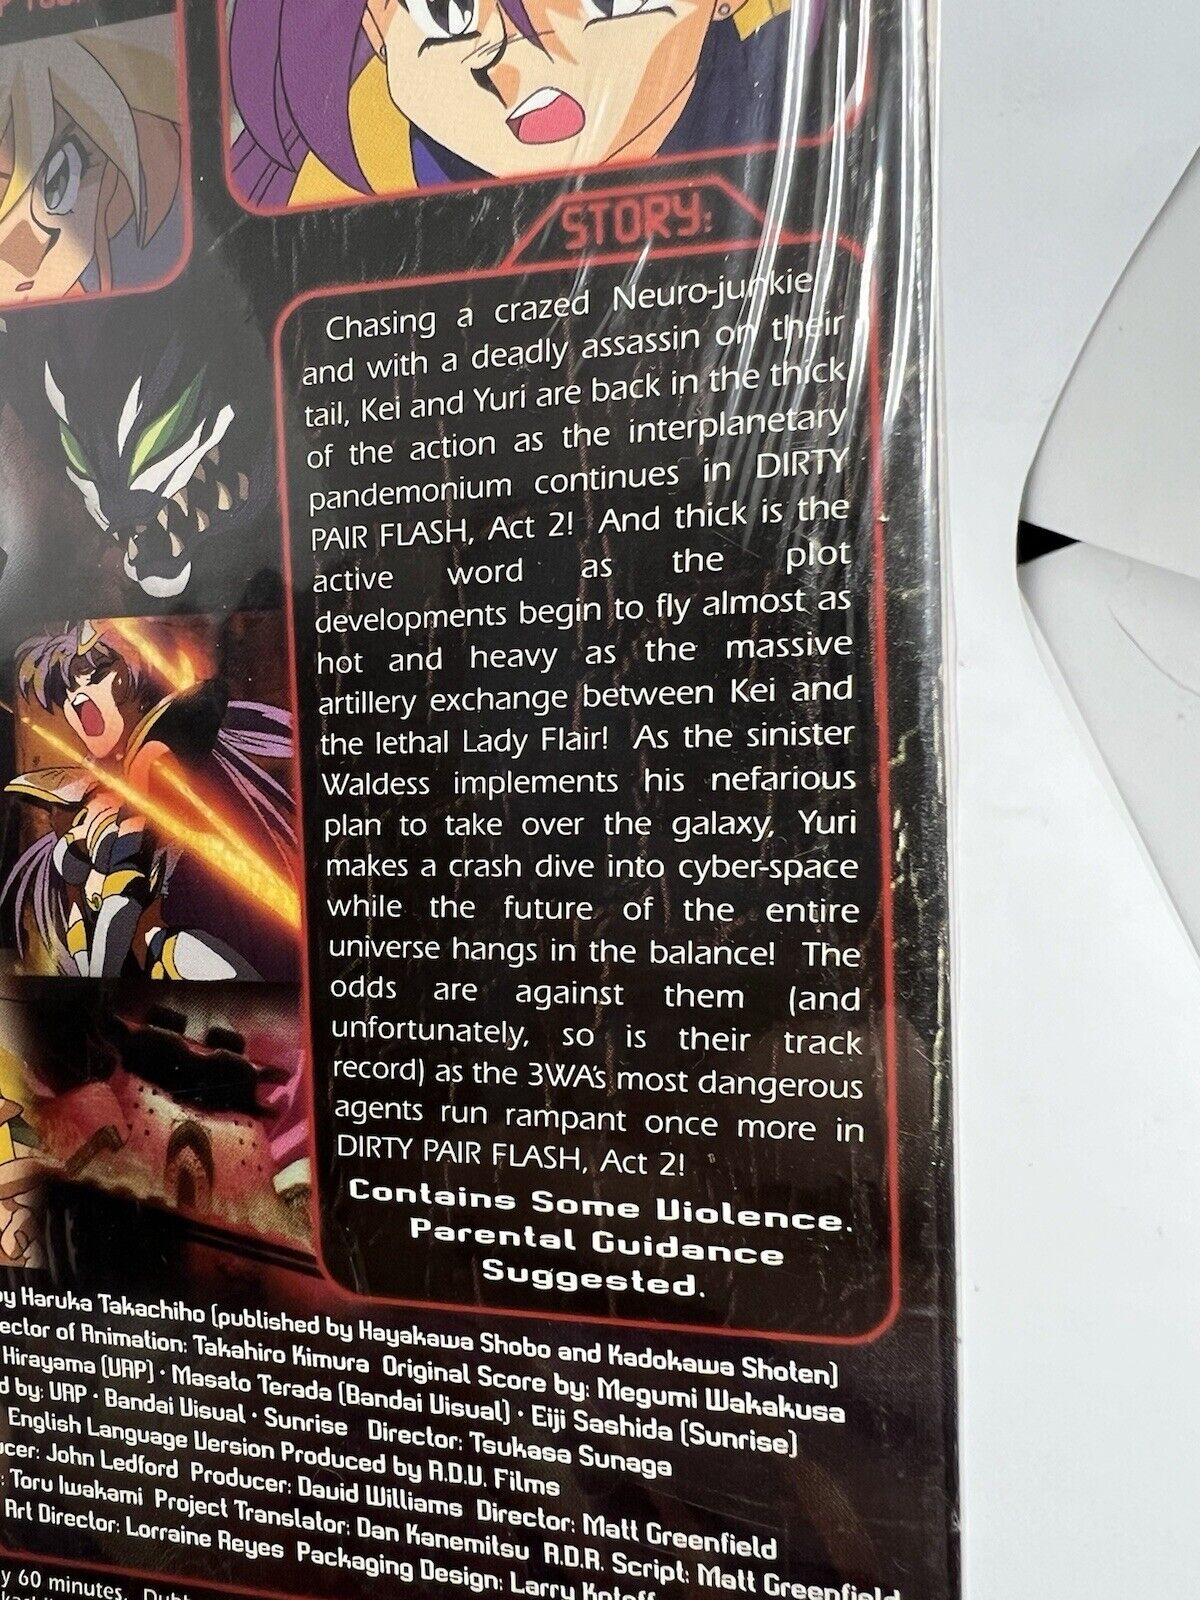 STORY:
Chasing a crazed Neuro-junkie,
and with a deadly assassin on their
tail, Kei and Yuri are back in the thick
of the action as the interplanetary
pandemonium continues in DIRTY
PAIR FLASH, Act 2! And thick is the
active word as the plot
developments begin to fly almost as
hot and heavy as the massive
artillery exchange between Kei and
the lethal Lady Flair! As the sinister
Waldess implements his nefarious
plan to take over the galaxy, Yuri
makes a crash dive into cyber-space
while the future of the entire
universe hangs in the balance! The
odds are against them (and
unfortunately, so is their track
record) as the 3WA's most dangerous
agents run rampant once more in
DIRTY PAIR FLASH, Act 2!
Contains Some Violence.
Parental Guidance
Suggested.
by Haruka Takachiho (published by Hayakawa Shobo and Kadokawa Shoten)
ector of Animation: Takahiro Kimura Original Score by: Megumi Wakakusa
Hirayama (VAP) • Masato Terada (Bandai Visual) • Eiji Sashida (Sunrise)
d by: VAP • Bandai Visual • Sunrise Director: Tsukasa Sunaga
English Language Version Produced by A.D.V. Films
ucer: John Ledford Producer: David Williams Director: Matt Greenfield
: Toru Iwakami Project Translator: Dan Kanemitsu A.D.R. Script: Matt Greenfield
Art Director: Lorraine Reyes Packaging Design: Larry
y 60 minutes.